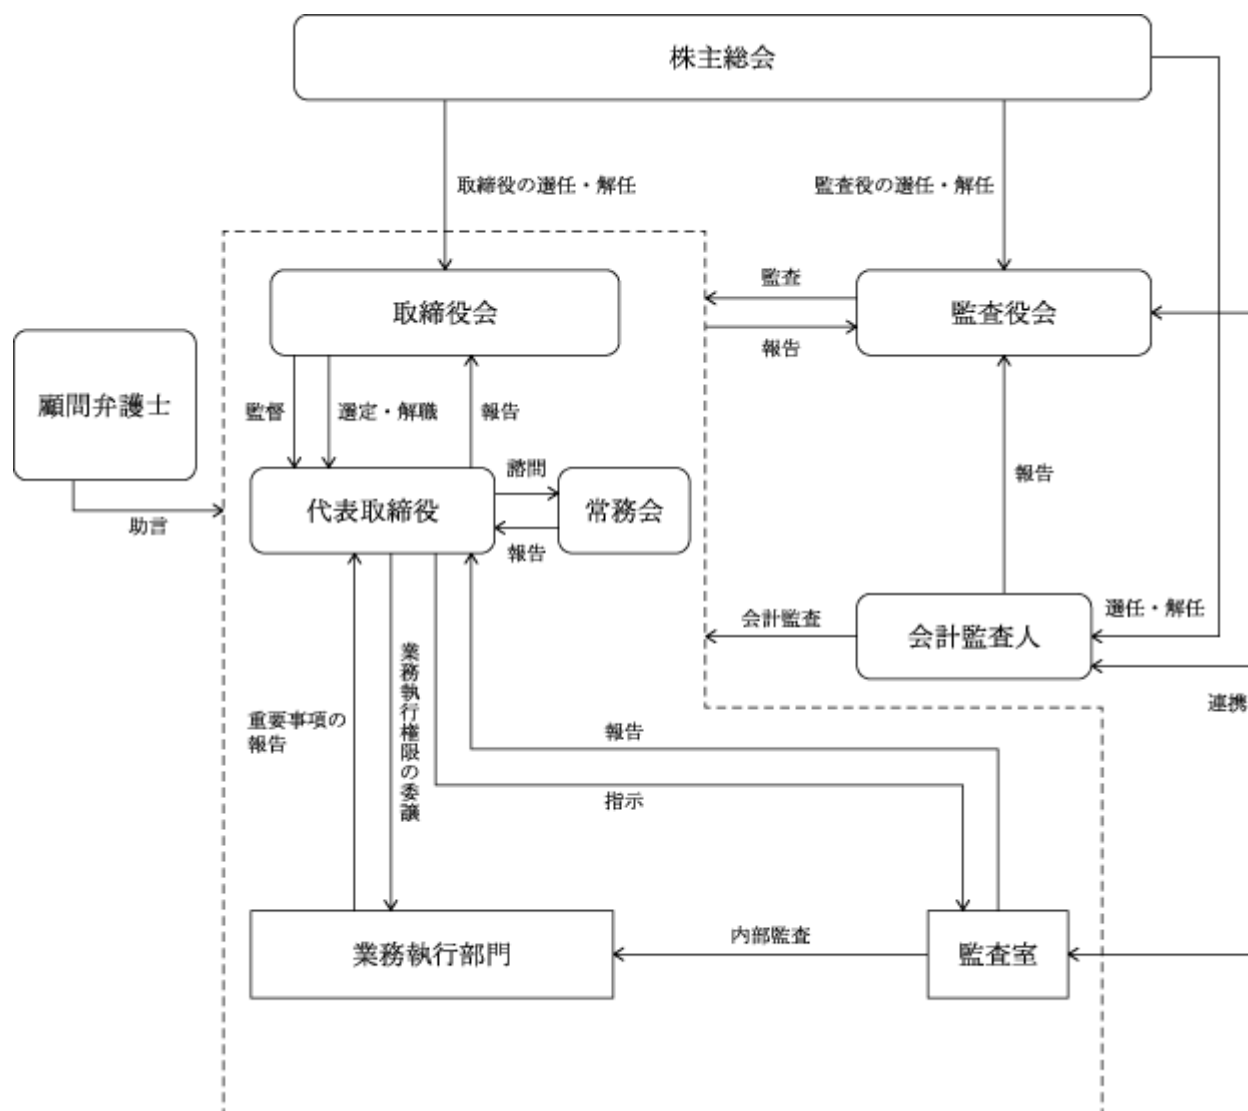 株主総会
取締役の選任・解任
監査役の選任・解任
取締役会
監査
監査役会
報告
顧問弁護士
監督
選定・解職
報告
諮問
代表取締役
常務会
報告
助言
報告
会計監査
会計監査人
選任・解任
連携
業務執行権限の委譲
重要事項の
報告
報告
指示
業務執行部門
内部監査
監査室